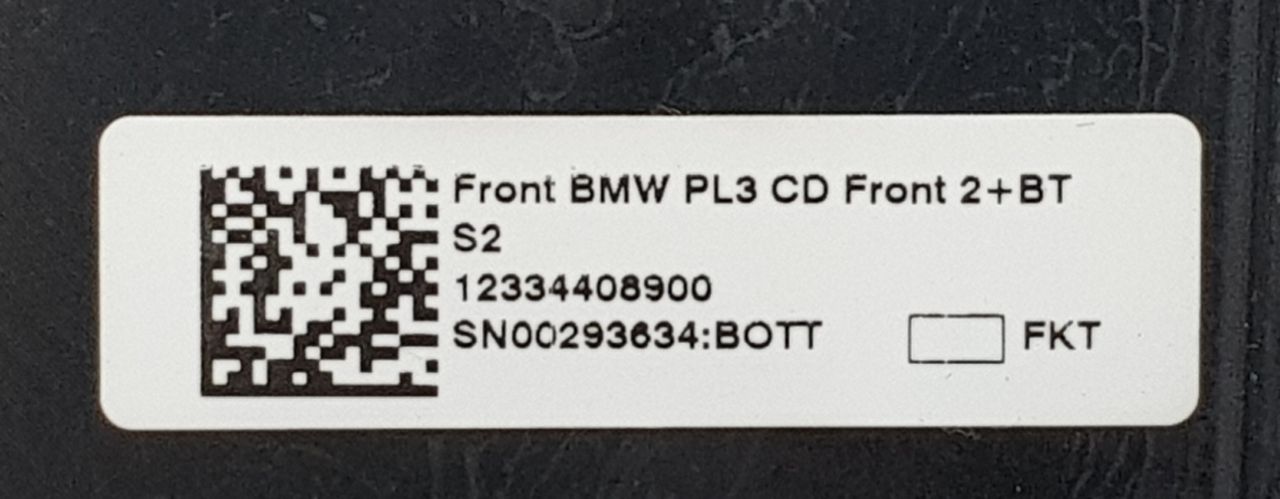 Front BMW PL3 CD Front 2+BT
S2
12334408900
SN00293634:BOTT
FKT